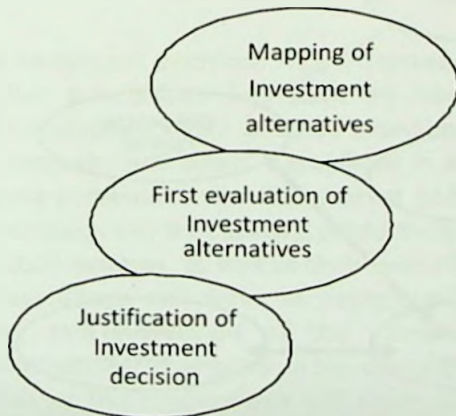 Mapping of
Investment
alternatives
First evaluation of
Investment
alternatives
Justification of
Investment
decision